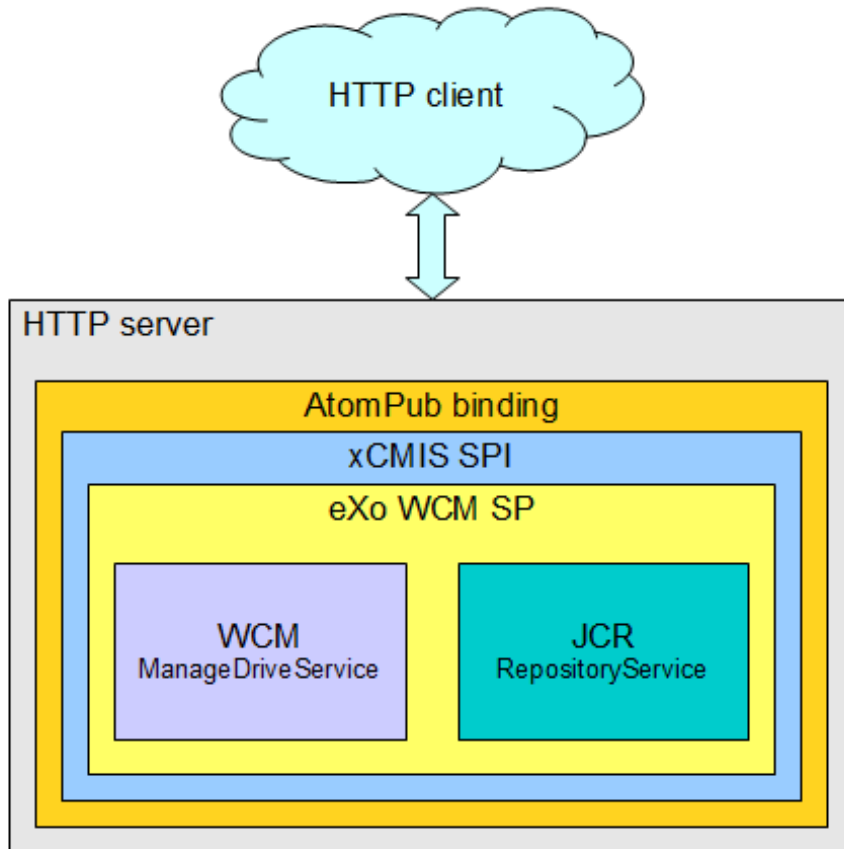 HTTP client
HTTP server
AtomPub binding
xCMIS SPI
eXo WCM SP
WCM
ManageDriveService
JCR
RepositoryService